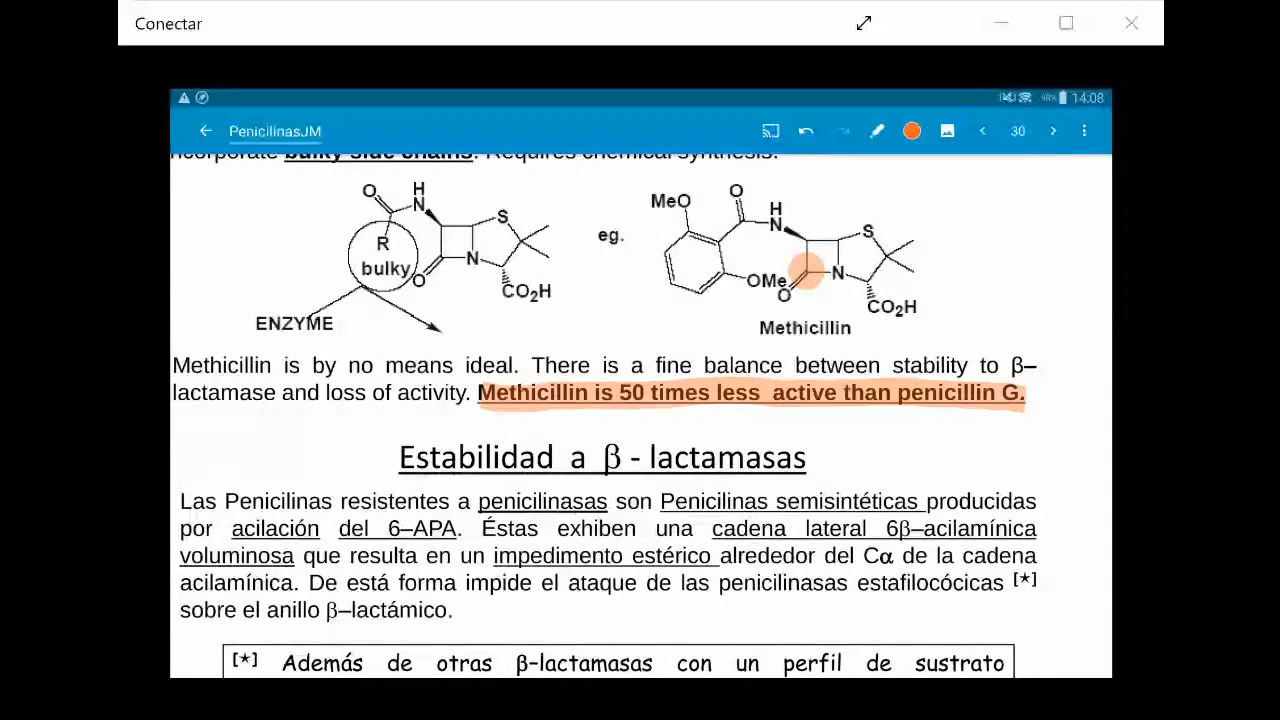 Conectar
98% 14:08
PenicilinasJM 30
ncorporate bulky side chains. Requires chemical synthesis.
O H N S R bulky O N CO2H
ENZYME
eg.
MeO O H N S OMe O N CO2H
Methicillin
Methicillin is by no means ideal. There is a fine balance between stability to β–
lactamase and loss of activity. Methicillin is 50 times less active than penicillin G.
Estabilidad a β - lactamasas
Las Penicilinas resistentes a penicilinasas son Penicilinas semisintéticas producidas
por acilación del 6–APA. Éstas exhiben una cadena lateral 6β–acilamínica
voluminosa que resulta en un impedimento estérico alrededor del Cα de la cadena
acilamínica. De está forma impide el ataque de las penicilinasas estafilocócicas [★]
sobre el anillo β–lactámico.
[★] Además de otras β-lactamasas con un perfil de sustrato